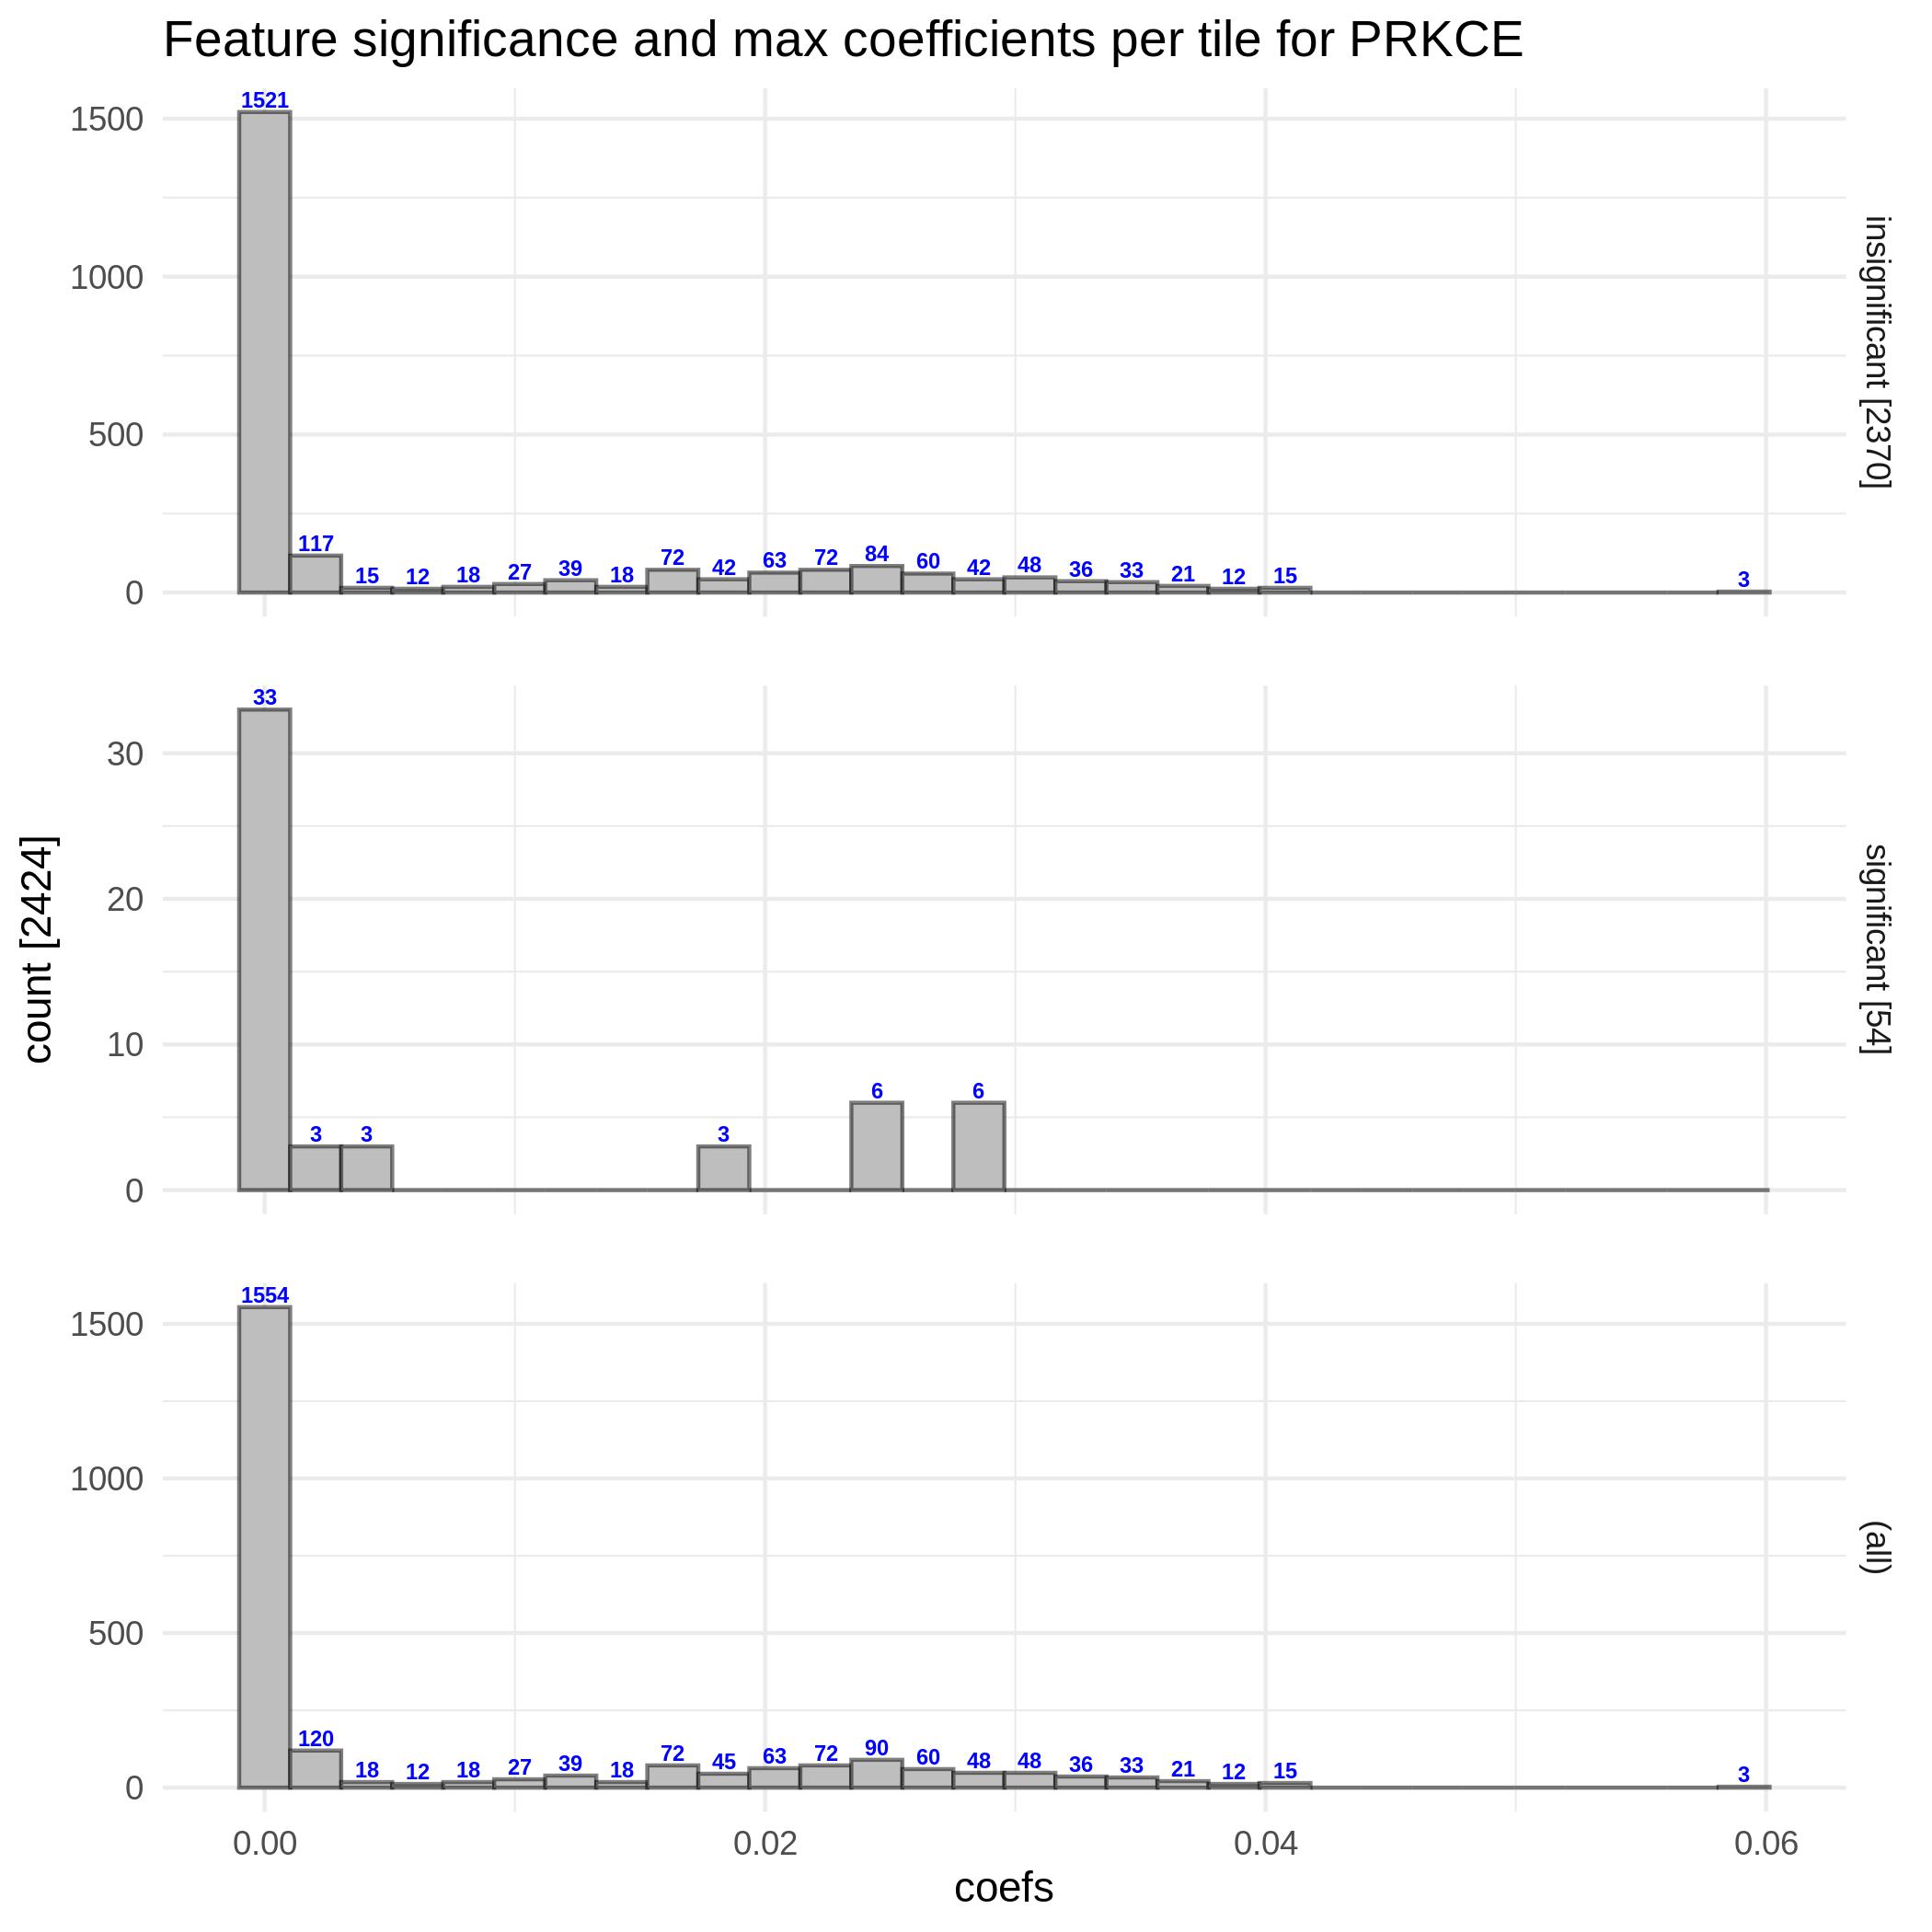 Feature significance and max coefficients per tile for PRKCE
1521
1500
1000
500
0
117 15 12 18 27 39 18 72 42 63 72 84 60 42 48 36 33 21 12 15 3
insignificant [2370]
33
30
20
10
0
3 3 3 6 6
significant [54]
count [2424]
1554
1500
1000
500
0
120 18 12 18 27 39 18 72 45 63 72 90 60 48 48 36 33 21 12 15 3
(all)
0.00 0.02 0.04 0.06
coefs